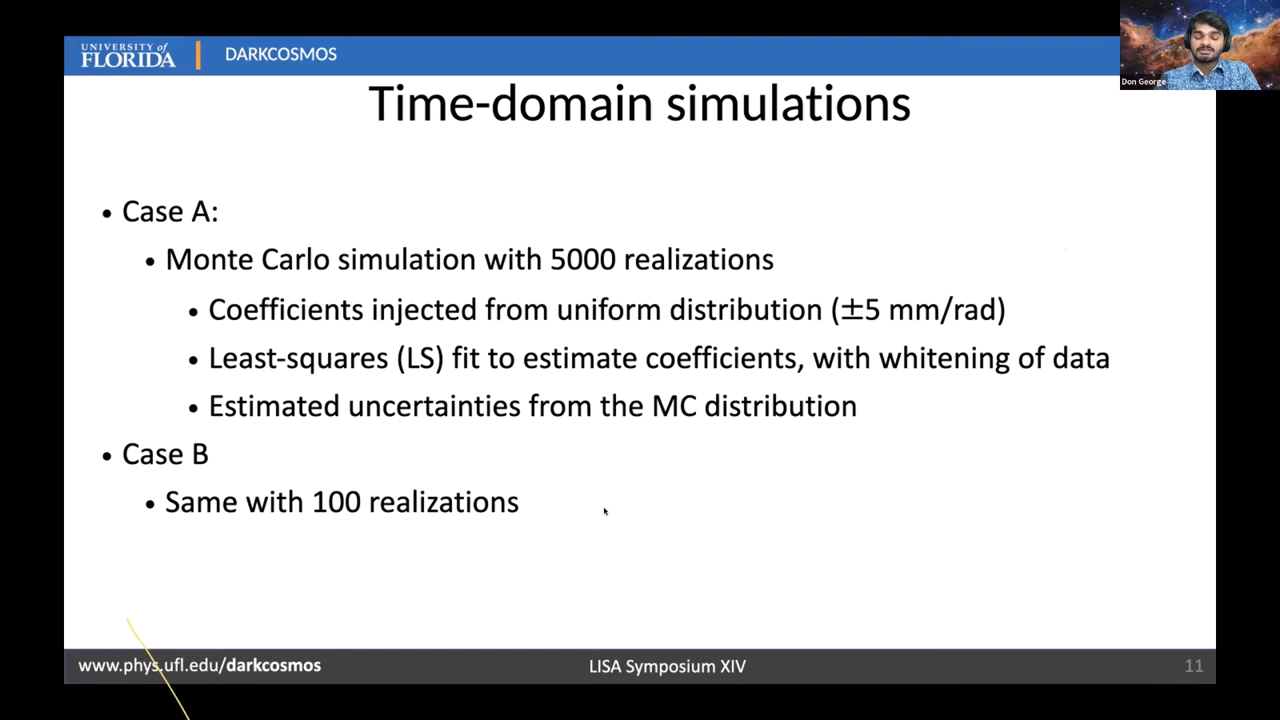 UNIVERSITY of
FLORIDA
DARKCOSMOS
Don George
Time-domain simulations
• Case A:
• Monte Carlo simulation with 5000 realizations
• Coefficients injected from uniform distribution (±5 mm/rad)
• Least-squares (LS) fit to estimate coefficients, with whitening of data
• Estimated uncertainties from the MC distribution
• Case B
• Same with 100 realizations
www.phys.ufl.edu/darkcosmos
LISA Symposium XIV
11